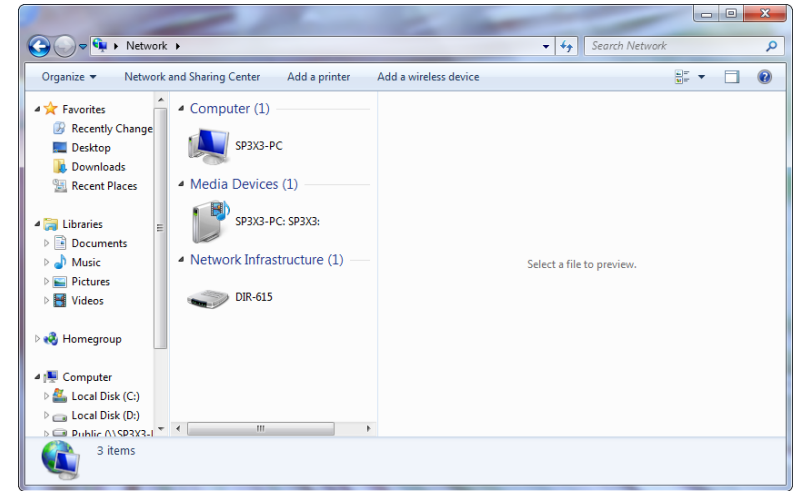 Network
Search Network
Organize
Network and Sharing Center
Add a printer
Add a wireless device
Favorites
Recently Change
Desktop
Downloads
Recent Places
Libraries
Documents
Music
Pictures
Videos
Homegroup
Computer
Local Disk (C:)
Local Disk (D:)
Public (\\SP3X3-
Computer (1)
SP3X3-PC
Media Devices (1)
SP3X3-PC: SP3X3:
Network Infrastructure (1)
DIR-615
Select a file to preview.
3 items